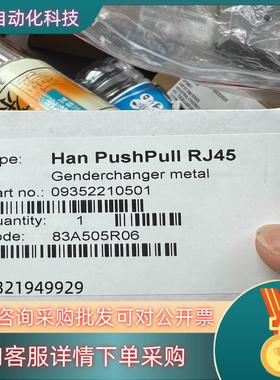 自动化科技
ype: Han PushPull RJ45
Genderchanger metal
art no.: 09352210501
uantity: 1
ode: 83A505R06
321949929
咨询采购批发可对公开票
客服详情下单采购